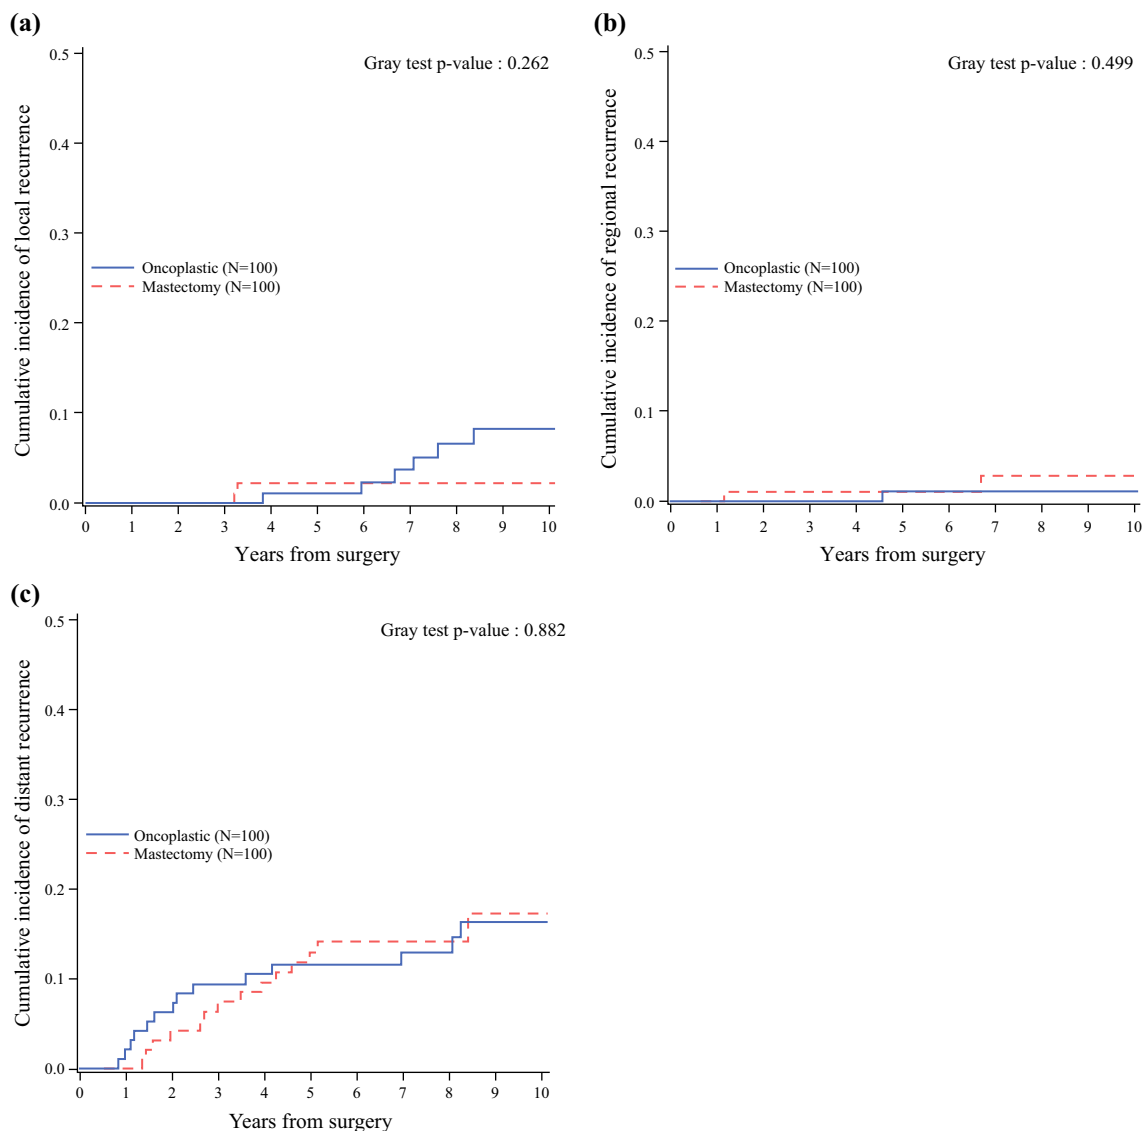 (a)
Gray test p-value : 0.262
Cumulative incidence of local recurrence
0.5
0.4
0.3
0.2
0.1
0.0
Oncoplastic (N=100)
Mastectomy (N=100)
0 1 2 3 4 5 6 7 8 9 10
Years from surgery
(b)
Gray test p-value : 0.499
Cumulative incidence of regional recurrence
0.5
0.4
0.3
0.2
0.1
0.0
Oncoplastic (N=100)
Mastectomy (N=100)
0 1 2 3 4 5 6 7 8 9 10
Years from surgery
(c)
Gray test p-value : 0.882
Cumulative incidence of distant recurrence
0.5
0.4
0.3
0.2
0.1
0.0
Oncoplastic (N=100)
Mastectomy (N=100)
0 1 2 3 4 5 6 7 8 9 10
Years from surgery